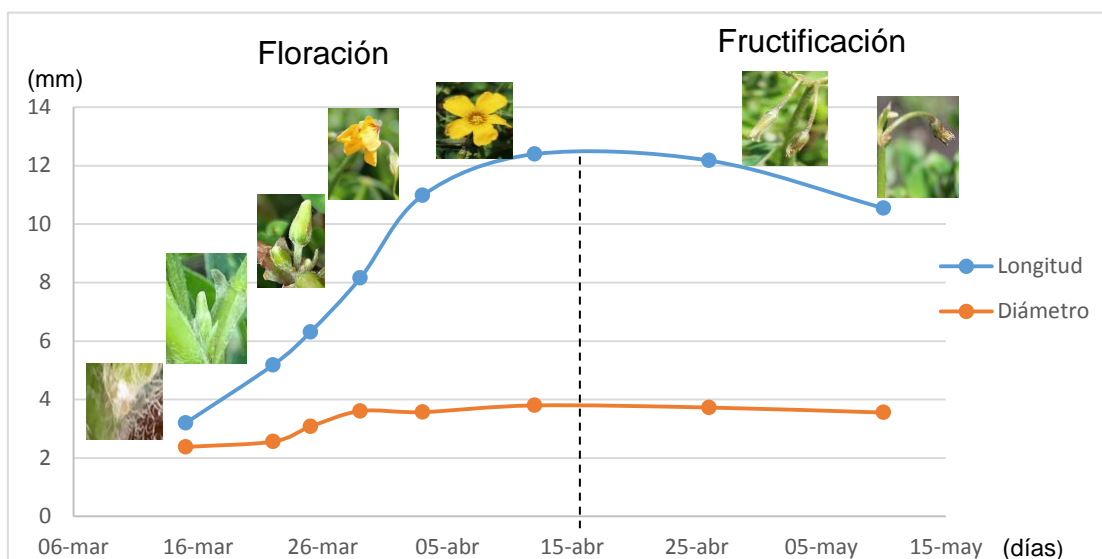 Floración
Fructificación
(mm)
14
12
10
8
6
4
2
0
Longitud
Diámetro
06-mar 16-mar 26-mar 05-abr 15-abr 25-abr 05-may 15-may (días)